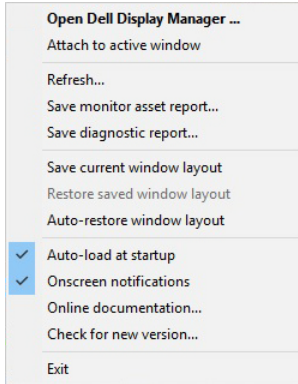 Open Dell Display Manager ...
Attach to active window
Refresh...
Save monitor asset report...
Save diagnostic report...
Save current window layout
Restore saved window layout
Auto-restore window layout
Auto-load at startup
Onscreen notifications
Online documentation...
Check for new version...
Exit